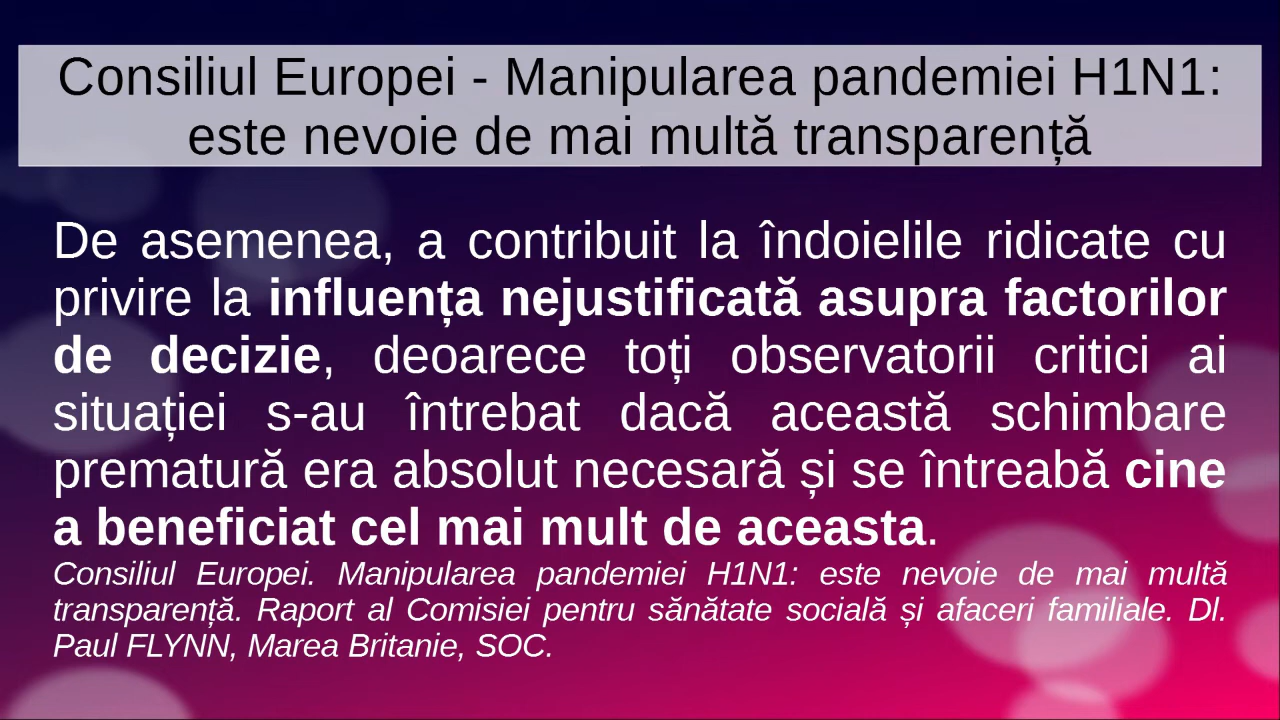 Consiliul Europei - Manipularea pandemiei H1N1:
este nevoie de mai multă transparență
De asemenea, a contribuit la îndoielile ridicate cu
privire la influența nejustificată asupra factorilor
de decizie, deoarece toți observatorii critici ai
situației s-au întrebat dacă această schimbare
prematură era absolut necesară și se întreabă cine
a beneficiat cel mai mult de aceasta.
Consiliul Europei. Manipularea pandemiei H1N1: este nevoie de mai multă
transparență. Raport al Comisiei pentru sănătate socială și afaceri familiale. Dl.
Paul FLYNN, Marea Britanie, SOC.